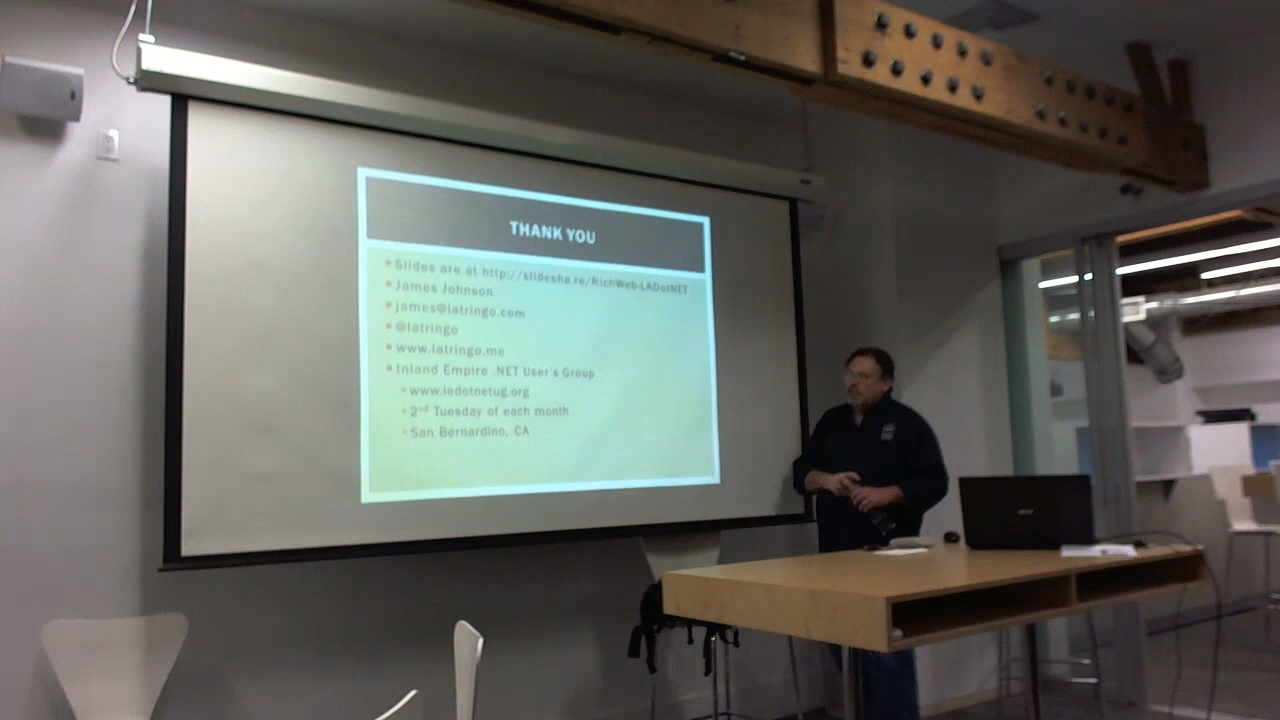 THANK YOU
Slides are at http://slidesha.re/RichWeb-LADotNET
James Johnson
james@latringo.com
@latringo
www.latringo.me
Inland Empire .NET User's Group
www.iedotnetug.org
2nd Tuesday of each month
San Bernardino, CA
acer